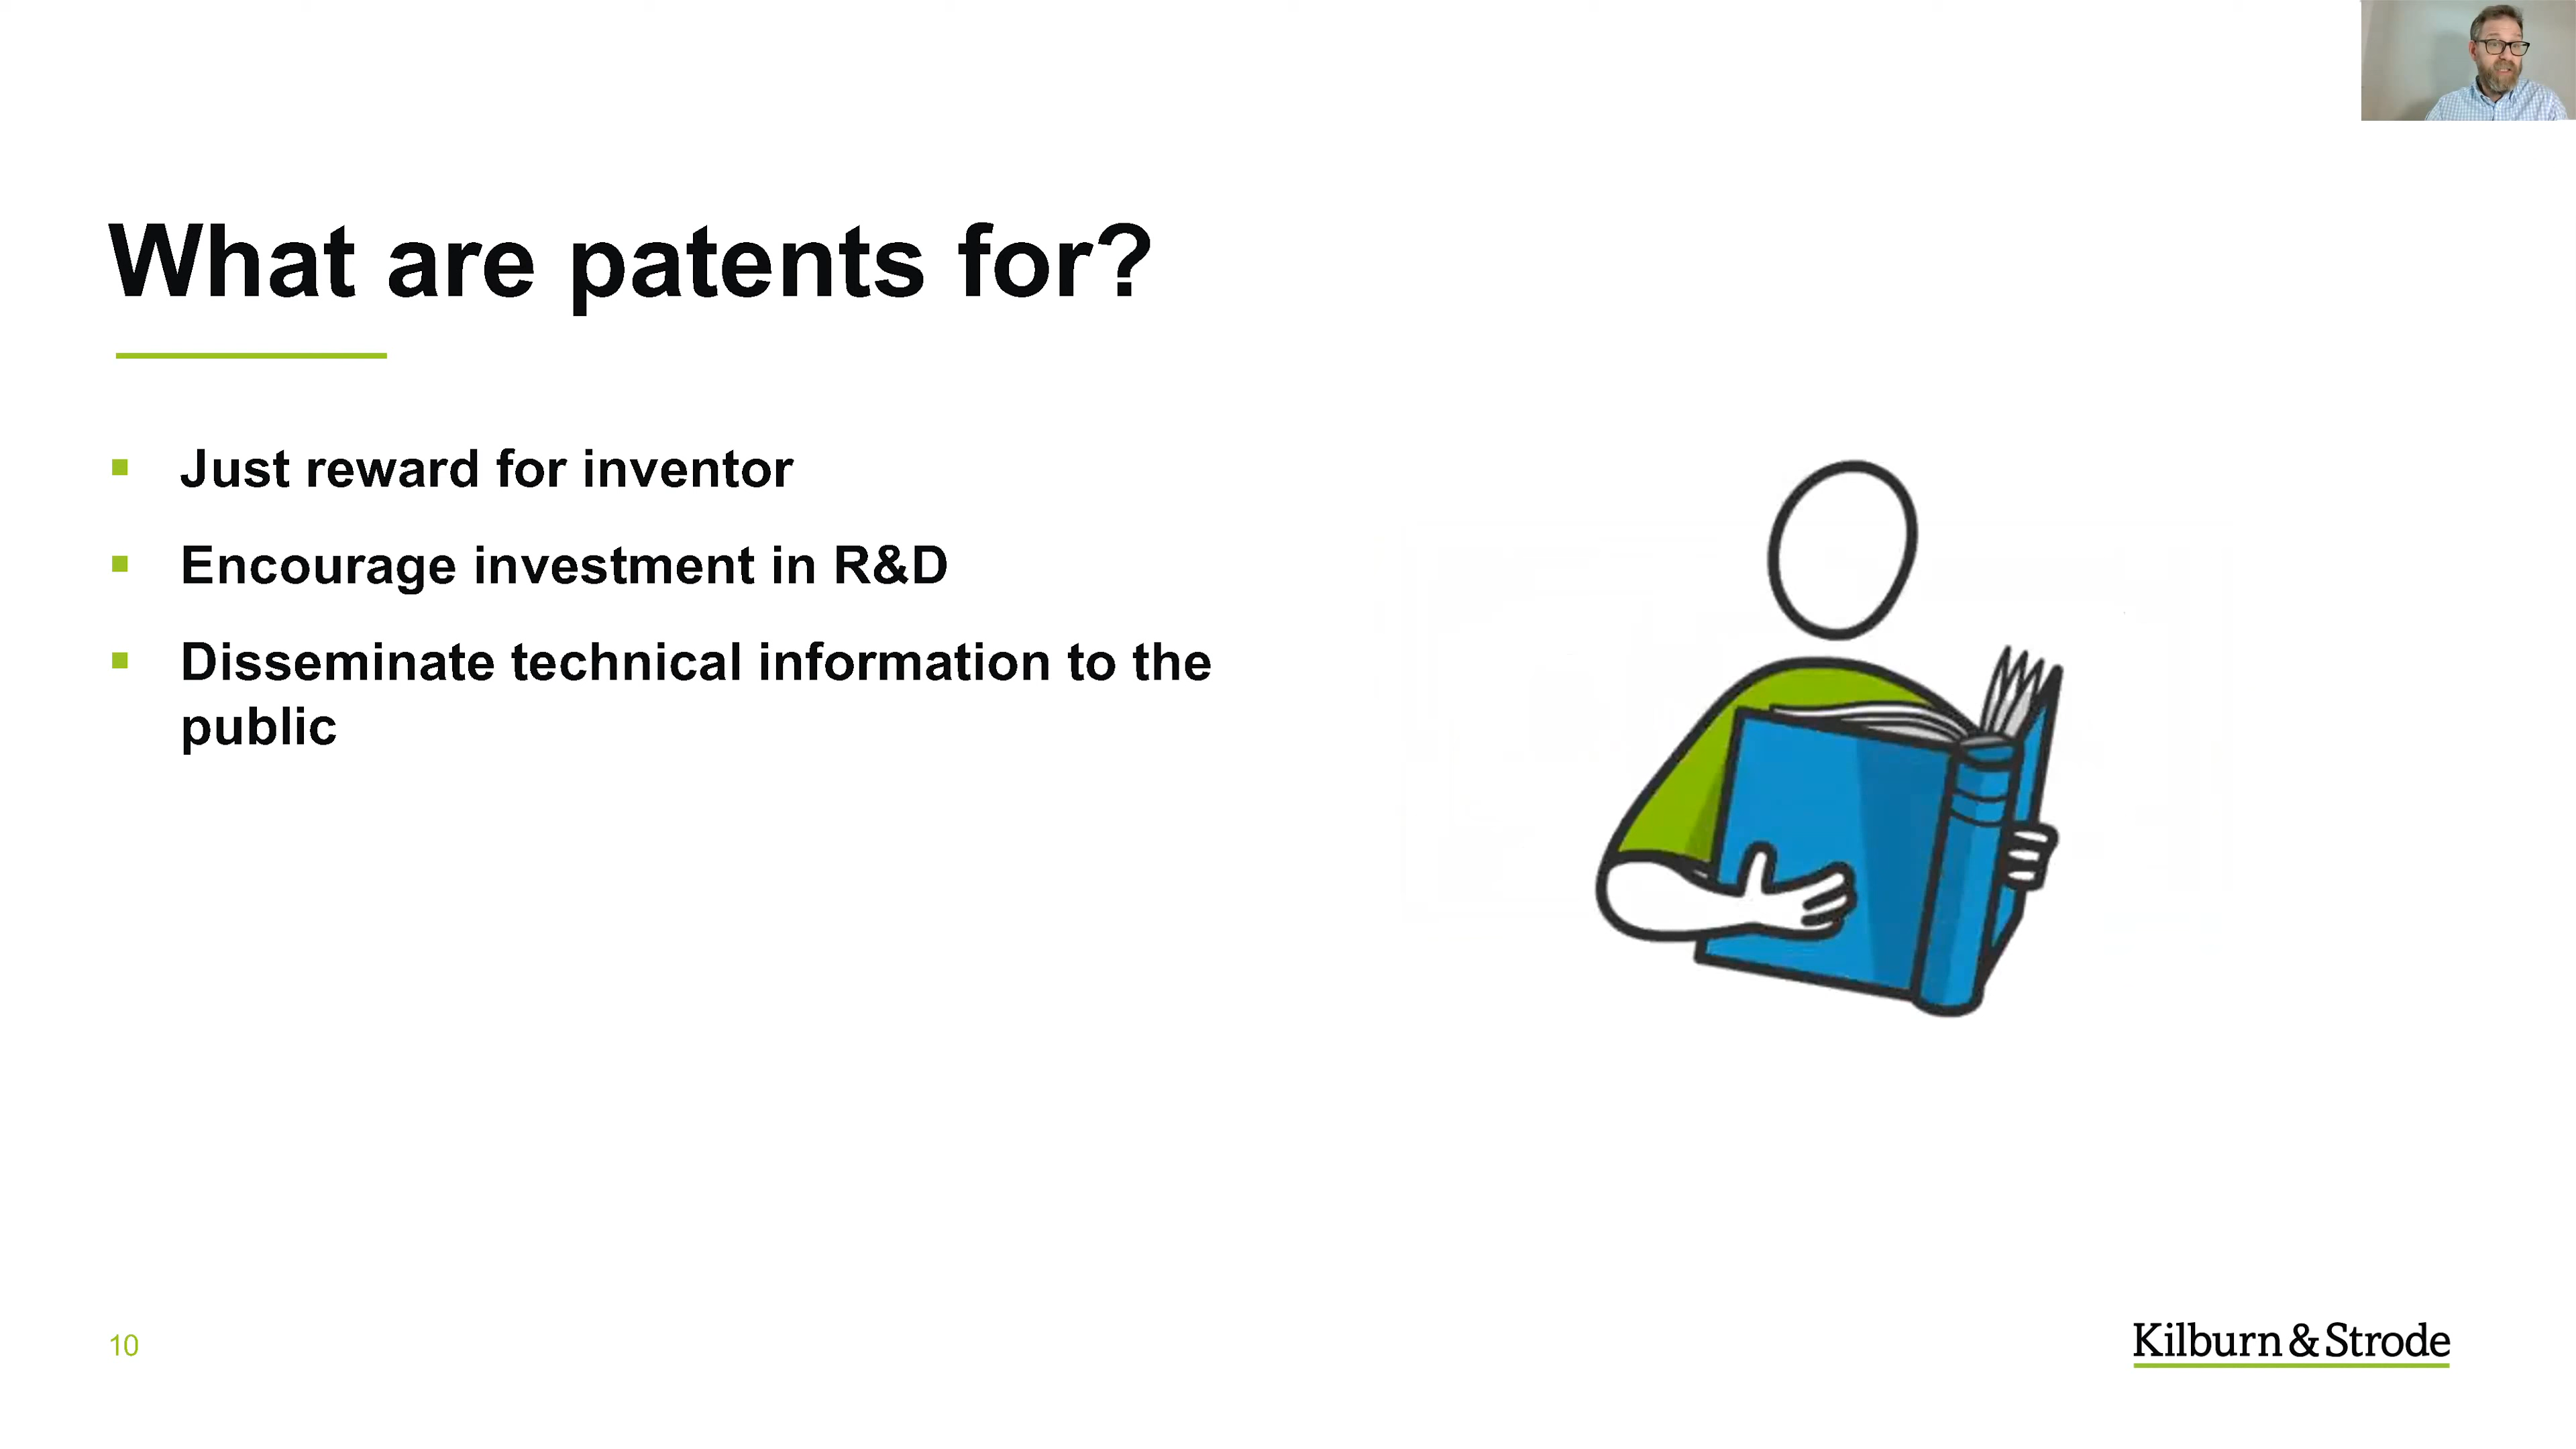 What are patents for?
Just reward for inventor
Encourage investment in R&D
Disseminate technical information to the
public
10
Kilburn & Strode